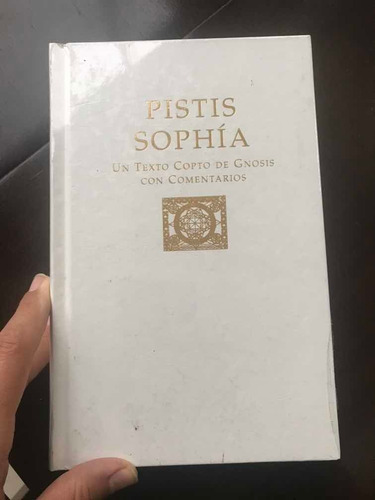 PISTIS
SOPHÍA
UN TEXTO COPTO DE GNOSIS
CON COMENTARIOS